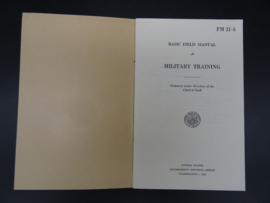 FM 21-5
BASIC FIELD MANUAL
MILITARY TRAINING
Prepared under direction of the
Chief of Staff
UNITED STATES
GOVERNMENT PRINTING OFFICE
WASHINGTON :